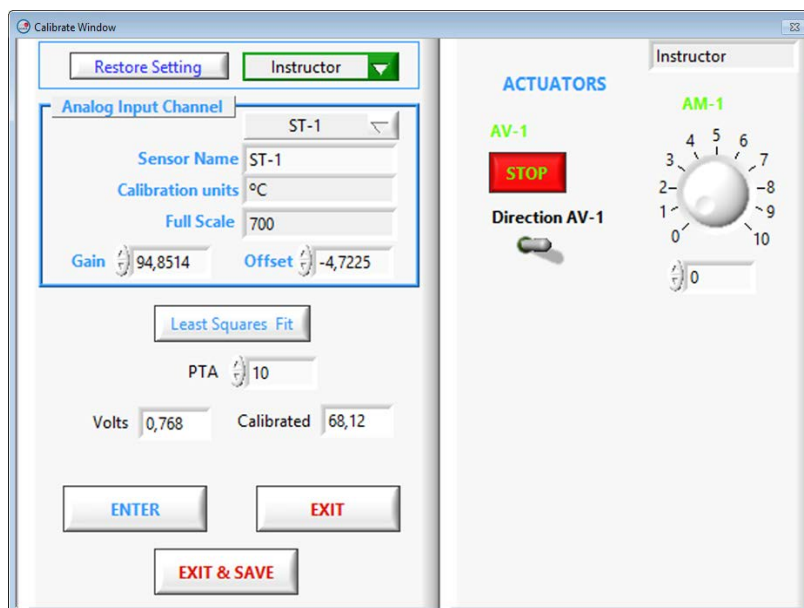 Calibrate Window
Restore Setting
Instructor
Analog Input Channel
ST-1
Sensor Name ST-1
Calibration units ºC
Full Scale 700
Gain 94,8514 Offset -4,7225
Least Squares Fit
PTA 10
Volts 0,768 Calibrated 68,12
ENTER
EXIT
EXIT & SAVE
Instructor
ACTUATORS
AV-1
STOP
Direction AV-1
AM-1
0 1 2 3 4 5 6 7 8 9 10
0